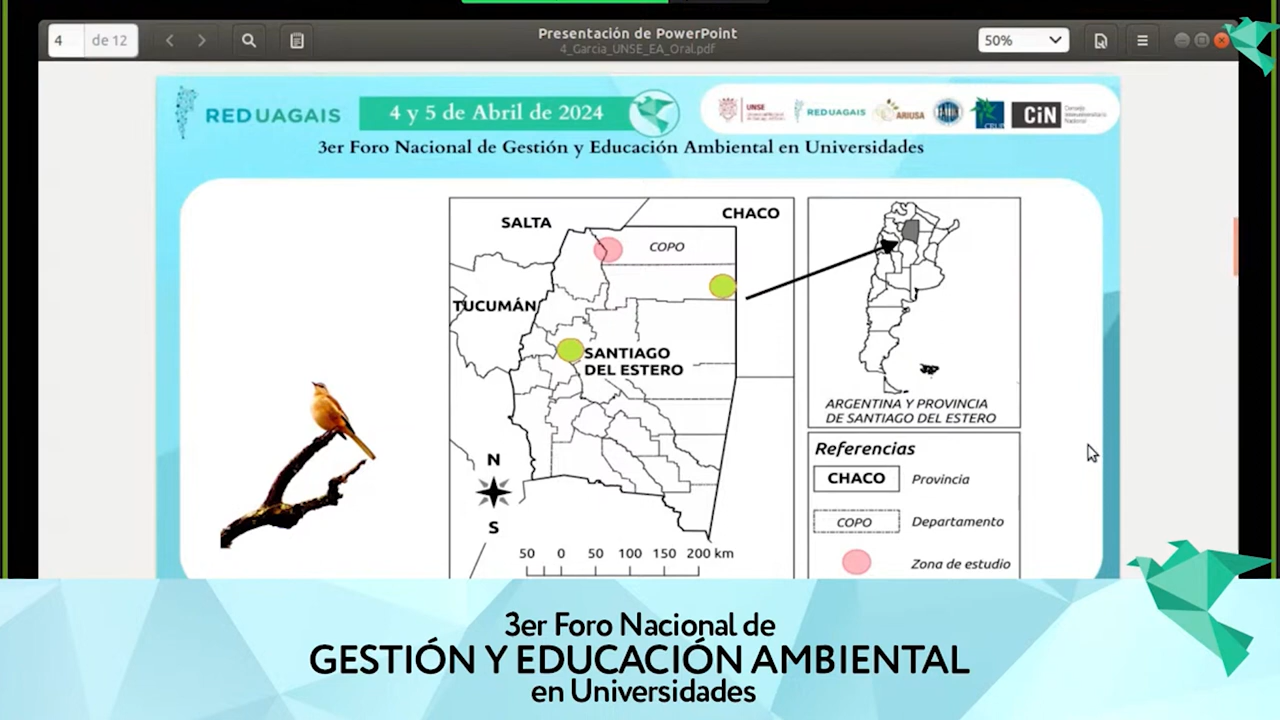 4
de 12
Presentación de PowerPoint
4_Garcia_UNSE_EA_Oral.pdf
50%
REDUAGAIS
4 y 5 de Abril de 2024
UNSE
REDUAGAIS
ARIUSA
CiN
Consejo
Interuniversitario
Nacional
3er Foro Nacional de Gestión y Educación Ambiental en Universidades
SALTA
CHACO
COPO
TUCUMÁN
SANTIAGO
DEL ESTERO
N
S
50 0 50 100 150 200 km
ARGENTINA Y PROVINCIA
DE SANTIAGO DEL ESTERO
Referencias
CHACO Provincia
COPO Departamento
Zona de estudio
3er Foro Nacional de
GESTIÓN Y EDUCACIÓN AMBIENTAL
en Universidades